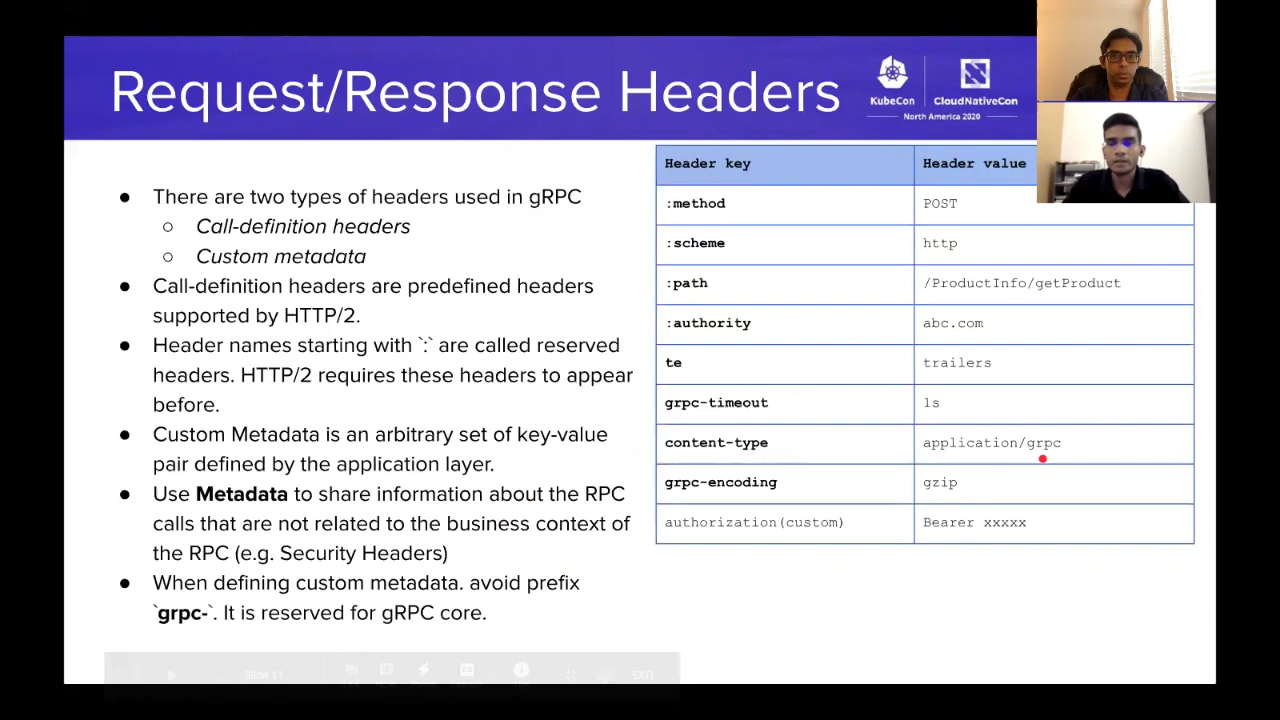 Request/Response Headers
KubeCon
CloudNativeCon
North America 2020
● There are two types of headers used in gRPC
○ Call-definition headers
○ Custom metadata
● Call-definition headers are predefined headers
supported by HTTP/2.
● Header names starting with `:` are called reserved
headers. HTTP/2 requires these headers to appear
before.
● Custom Metadata is an arbitrary set of key-value
pair defined by the application layer.
● Use Metadata to share information about the RPC
calls that are not related to the business context of
the RPC (e.g. Security Headers)
● When defining custom metadata. avoid prefix
`grpc-`. It is reserved for gRPC core.
Header key Header value
:method POST
:scheme http
:path /ProductInfo/getProduct
:authority abc.com
te trailers
grpc-timeout ls
content-type application/grpc
grpc-encoding gzip
authorization(custom) Bearer xxxxx
EXIT